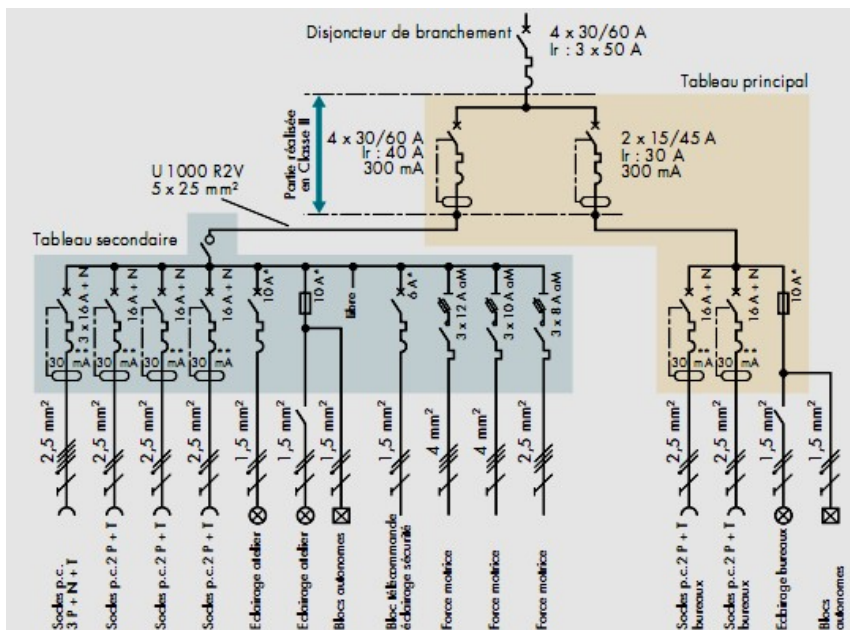 Disjoncteur de branchement
4 x 30/60 A
Ir : 3 x 50 A
Tableau principal
Partie réalisée
en Classe II
4 x 30/60 A
Ir : 40 A
300 mA
2 x 15/45 A
Ir : 30 A
300 mA
U 1000 R2V
5 x 25 mm²
Tableau secondaire
3 x 16 A + N
16 A + N
16 A + N
16 A + N
10 A*
10 A*
libre
6 A*
3 x 12 A aM
3 x 10 A aM
3 x 8 A aM
16 A + N
16 A + N
10 A*
30 mA**
30 mA**
30 mA**
30 mA**
30 mA**
30 mA**
2,5 mm²
2,5 mm²
2,5 mm²
2,5 mm²
1,5 mm²
1,5 mm²
1,5 mm²
1,5 mm²
4 mm²
4 mm²
2,5 mm²
2,5 mm²
2,5 mm²
1,5 mm²
1,5 mm²
Socles p.c.
3 P + N + T
Socles p.c. 2 P + T
Socles p.c. 2 P + T
Socles p.c. 2 P + T
Eclairage atelier
Eclairage atelier
Blocs autonomes
Bloc télécommande
éclairage sécurité
Force motrice
Force motrice
Force motrice
Socles p.c. 2 P + T
bureaux
Socles p.c. 2 P + T
bureaux
Eclairage bureaux
Blocs
autonomes